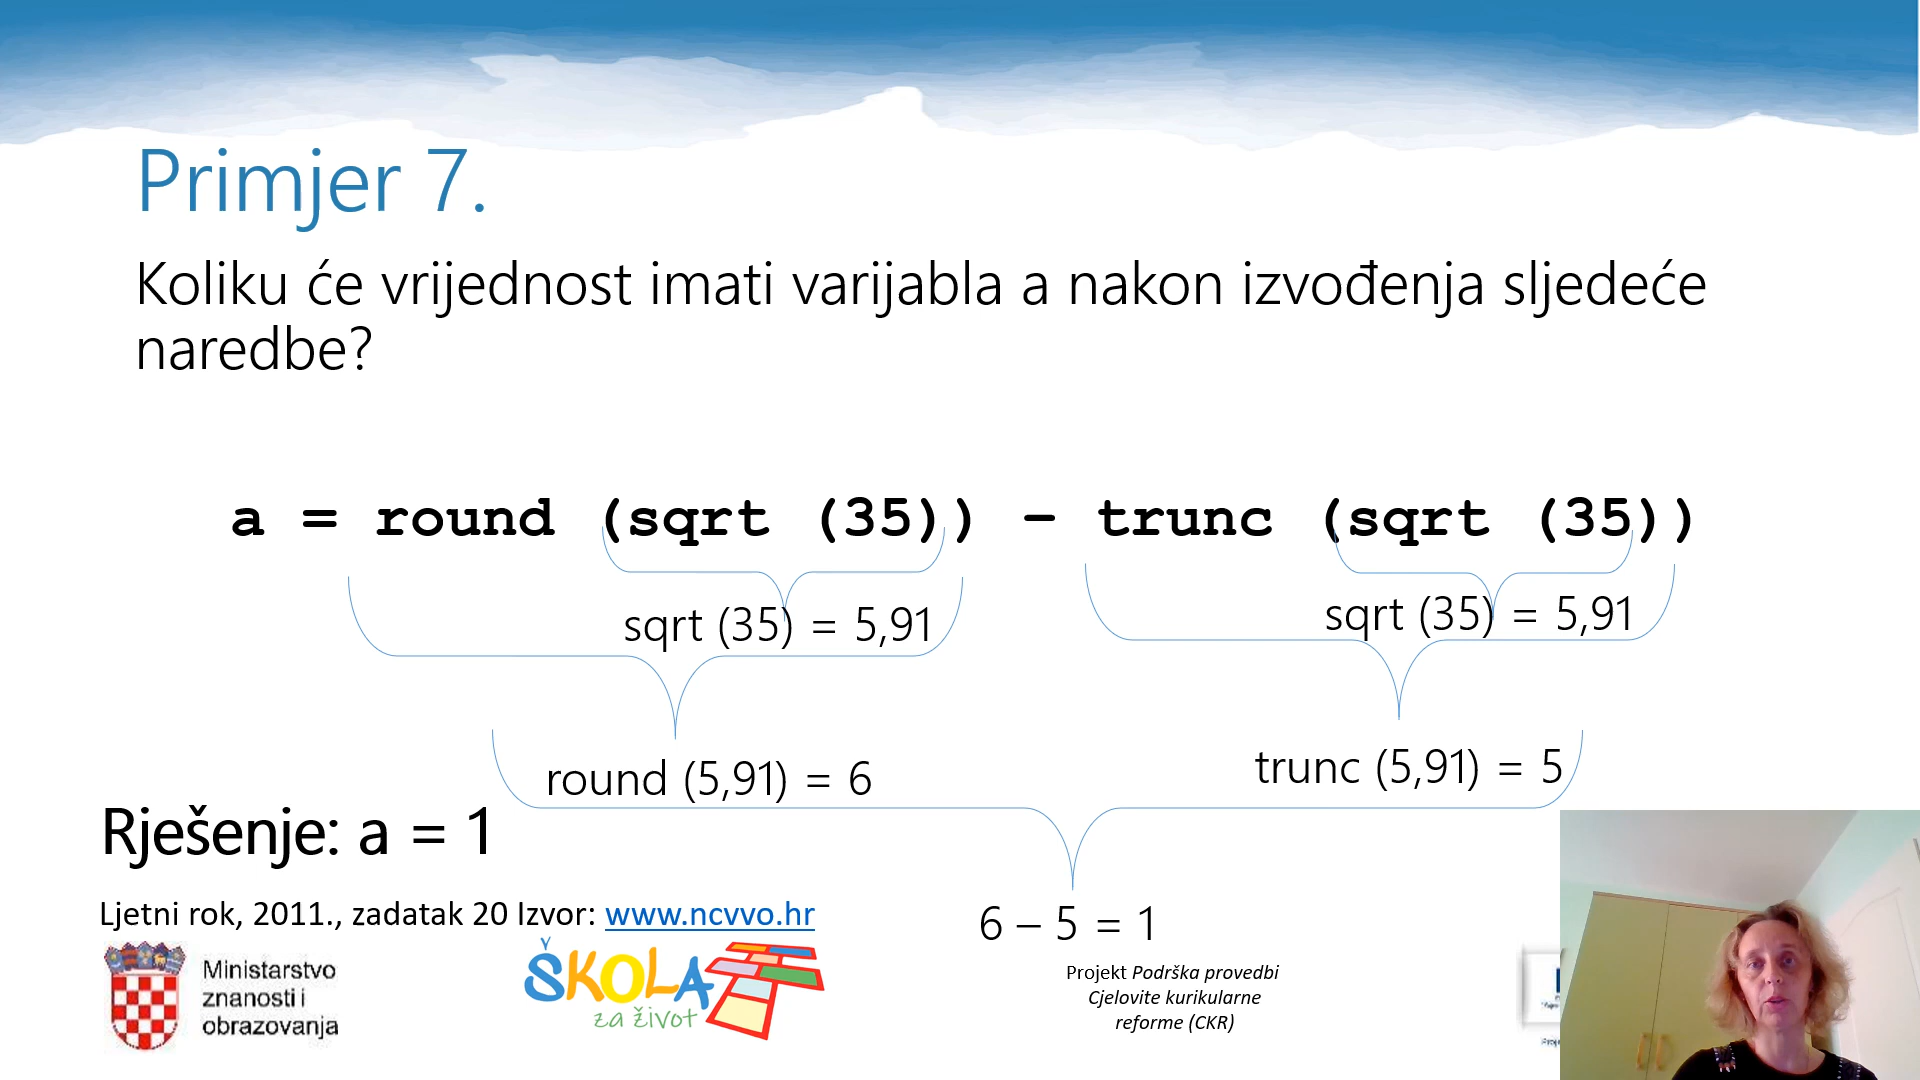 Primjer 7.
Koliku će vrijednost imati varijabla a nakon izvođenja sljedeće
naredbe?
a = round (sqrt (35)) – trunc (sqrt (35))
sqrt (35) = 5,91
sqrt (35) = 5,91
round (5,91) = 6
trunc (5,91) = 5
Rješenje: a = 1
Ljetni rok, 2011., zadatak 20 Izvor: www.ncvvo.hr
6 – 5 = 1
Ministarstvo
znanosti i
obrazovanja
ŠKOLA
za život
Projekt Podrška provedbi
Cjelovite kurikularne
reforme (CKR)